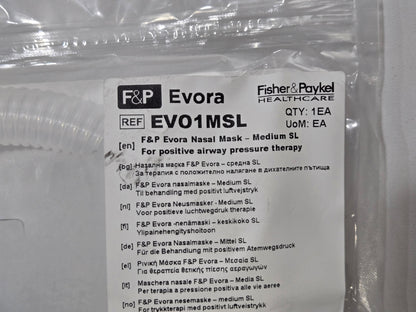 F&P Evora
Fisher&Paykel
HEALTHCARE
REF EVO1MSL
QTY: 1EA
UoM: EA
[en] F&P Evora Nasal Mask – Medium SL
For positive airway pressure therapy
[bg] Назална маска F&P Evora – средна SL
За терапия с положително налягане в дихателните пътища
[da] F&P Evora nasalmaske – Medium SL
Til behandling med positivt luftvejstryk
[nl] F&P Evora Neusmasker - Medium SL
Voor positieve luchtwegdruk therapie
[fi] F&P Evora -nenämaski - keskikoko SL
Ylipainehengityshoitoon
[de] F&P Evora Nasalmaske – Mittel SL
Für die Behandlung mit positivem Atemwegsdruck
[el] Ρινική Μάσκα F&P Evora – Μεσαία SL
Για θεραπεία θετικής πίεσης αεραγωγών
[it] Maschera nasale F&P Evora – Media SL
Per terapia a pressione positiva alle vie aeree
[no] F&P Evora nesemaske – medium SL
For trykkterapi med positivt luftveistrykk